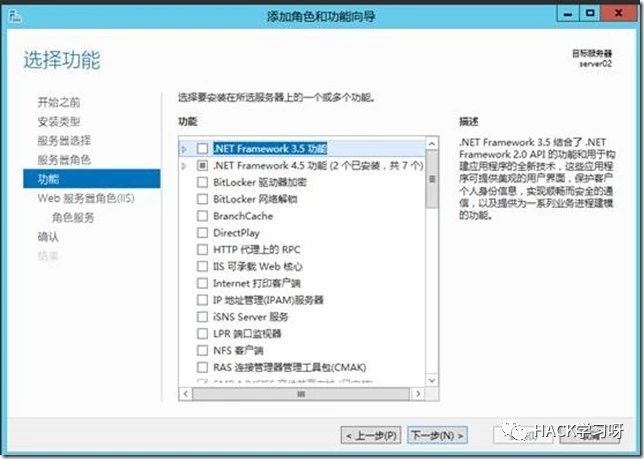 添加角色和功能向导
选择功能
目标服务器
server02
开始之前
安装类型
服务器选择
服务器角色
功能
Web 服务器角色(IIS)
角色服务
确认
结果
选择要安装在所选服务器上的一个或多个功能。
功能
.NET Framework 3.5 功能
.NET Framework 4.5 功能 (2 个已安装，共 7 个)
BitLocker 驱动器加密
BitLocker 网络解锁
BranchCache
DirectPlay
HTTP 代理上的 RPC
IIS 可承载 Web 核心
Internet 打印客户端
IP 地址管理(IPAM)服务器
iSNS Server 服务
LPR 端口监视器
NFS 客户端
RAS 连接管理器管理工具包(CMAK)
描述
.NET Framework 3.5 结合了 .NET
Framework 2.0 API 的功能和用于构
建应用程序的全新技术，这些应用程
序可提供美观的用户界面，保护客户
个人身份信息，实现顺畅而安全的通
信，以及提供为一系列业务进程建模
的功能。
< 上一步(P)
下一步(N) >
HACK学习呀